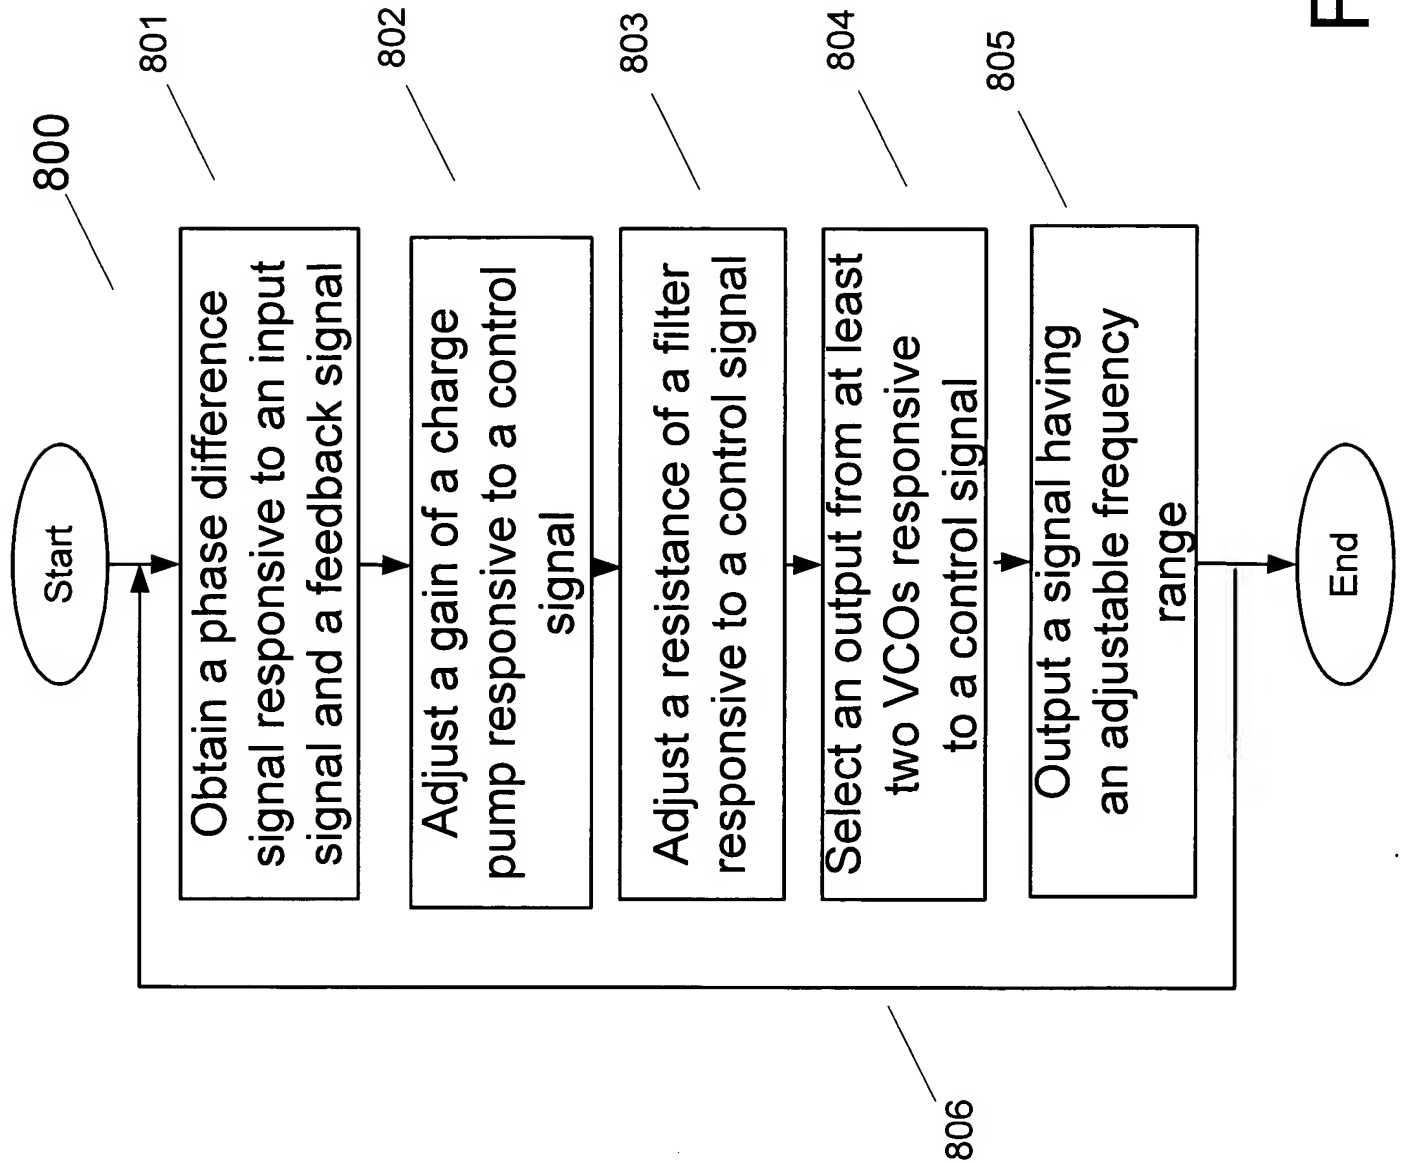 800
Start
801
Obtain a phase difference
signal responsive to an input
signal and a feedback signal
802
Adjust a gain of a charge
pump responsive to a control
signal
803
Adjust a resistance of a filter
responsive to a control signal
804
Select an output from at least
two VCOs responsive
to a control signal
805
Output a signal having
an adjustable frequency
range
806
End